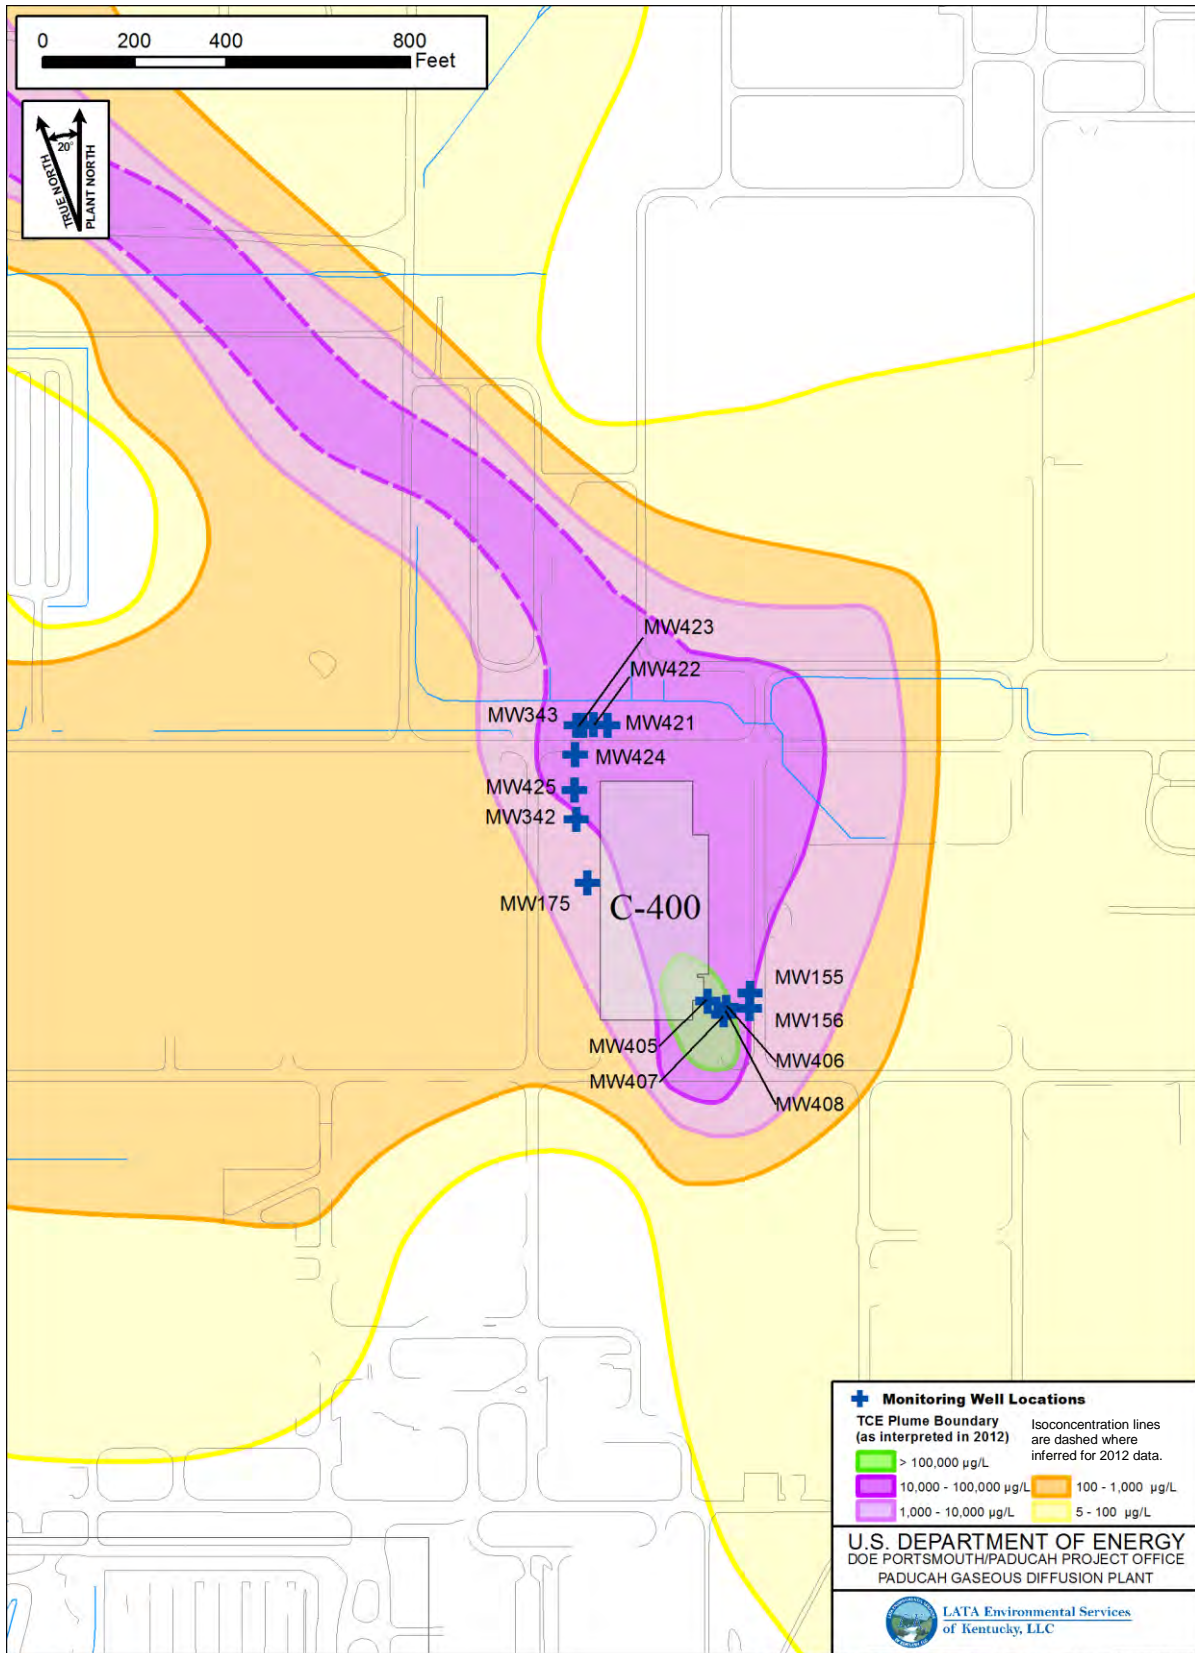 0 200 400 800
Feet
20°
TRUE NORTH
PLANT NORTH
MW423
MW422
MW343
MW421
MW424
MW425
MW342
MW175
C-400
MW155
MW156
MW405
MW406
MW407
MW408
Monitoring Well Locations
TCE Plume Boundary
(as interpreted in 2012)
Isoconcentration lines
are dashed where
inferred for 2012 data.
> 100,000 µg/L
10,000 - 100,000 µg/L
100 - 1,000 µg/L
1,000 - 10,000 µg/L
5 - 100 µg/L
U.S. DEPARTMENT OF ENERGY
DOE PORTSMOUTH/PADUCAH PROJECT OFFICE
PADUCAH GASEOUS DIFFUSION PLANT
LATA Environmental Services
of Kentucky, LLC